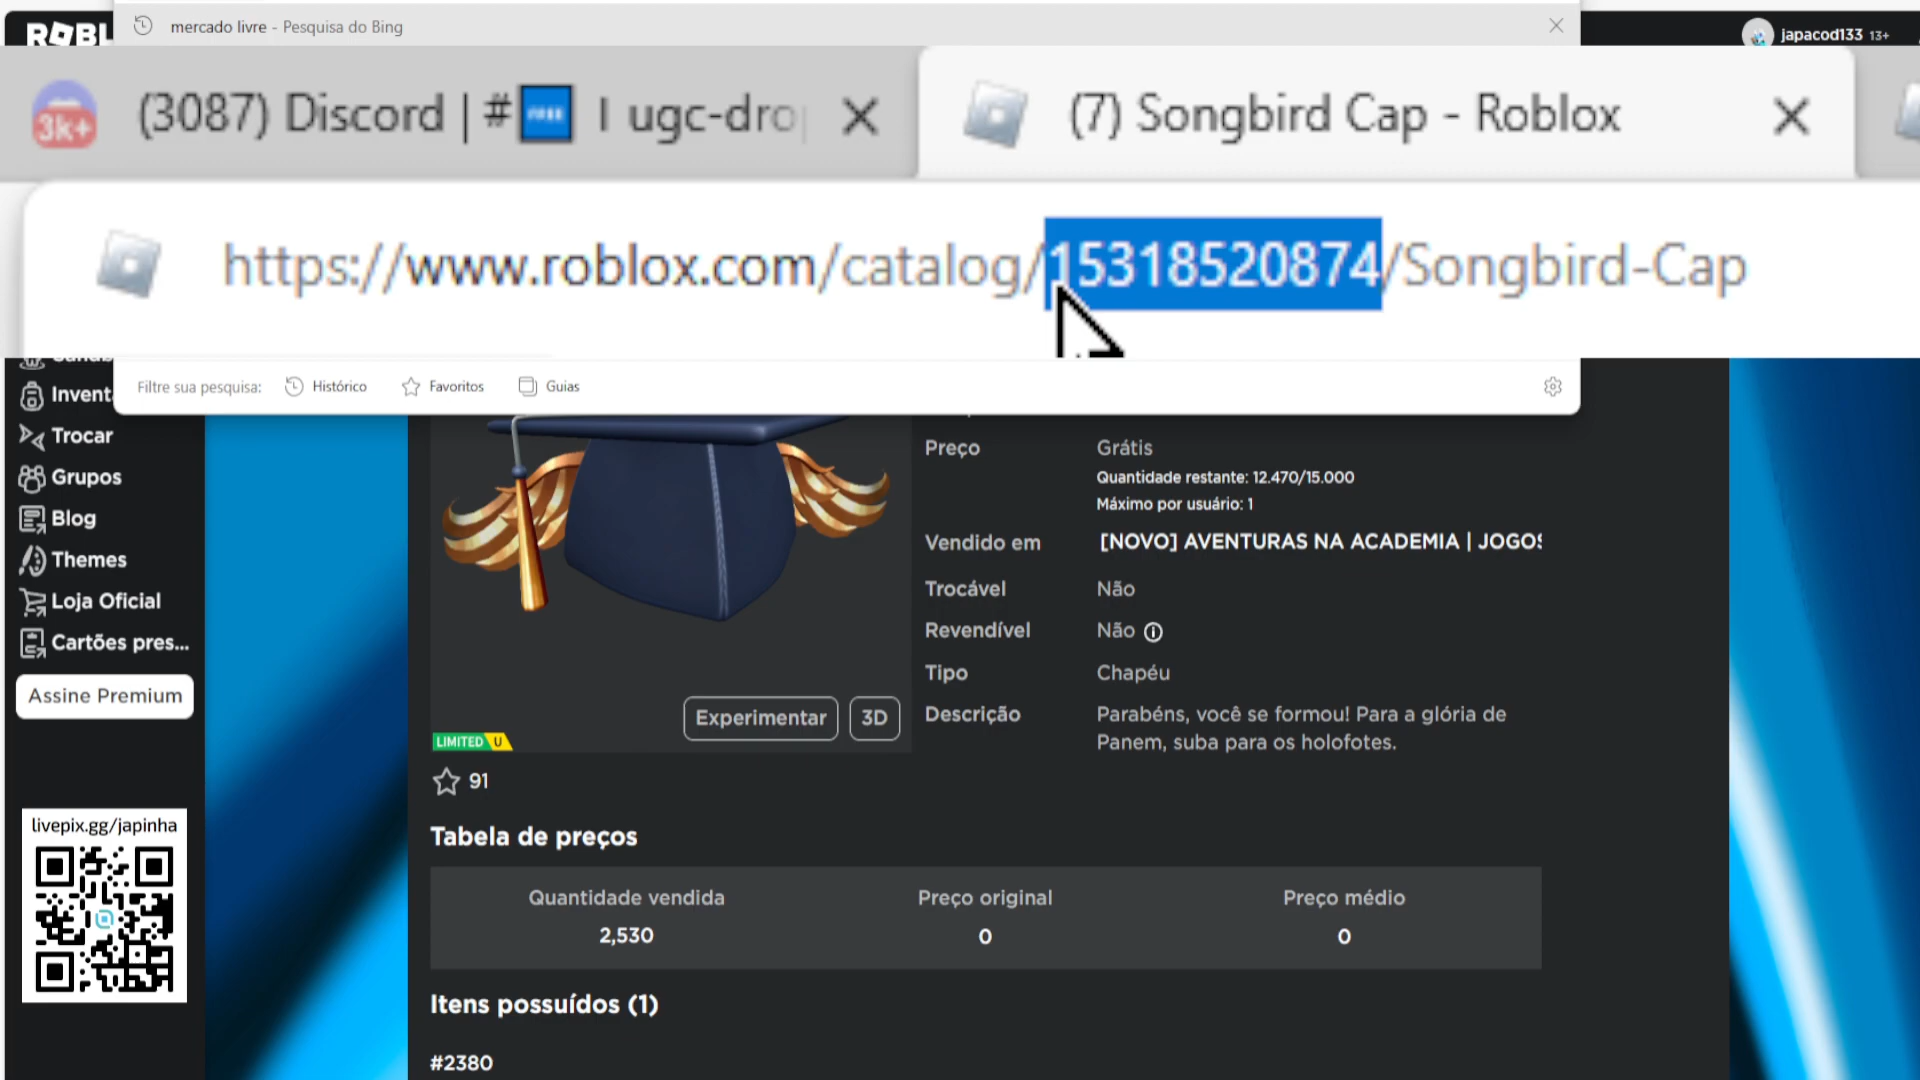 ROBL
mercado livre - Pesquisa do Bing
japacod133 13+
3k+
(3087) Discord | # FREE | ugc-dro
(7) Songbird Cap - Roblox
https://www.roblox.com/catalog/15318520874/Songbird-Cap
Filtre sua pesquisa: Histórico Favoritos Guias
Invent
Trocar
Grupos
Blog
Themes
Loja Oficial
Cartões pres...
Assine Premium
livepix.gg/japinha
Preço Grátis
Quantidade restante: 12.470/15.000
Máximo por usuário: 1
Vendido em [NOVO] AVENTURAS NA ACADEMIA | JOGOS
Trocável Não
Revendível Não
Tipo Chapéu
Descrição Parabéns, você se formou! Para a glória de
Panem, suba para os holofotes.
Experimentar 3D
LIMITED U
91
Tabela de preços
Quantidade vendida Preço original Preço médio
2,530 0 0
Itens possuídos (1)
#2380